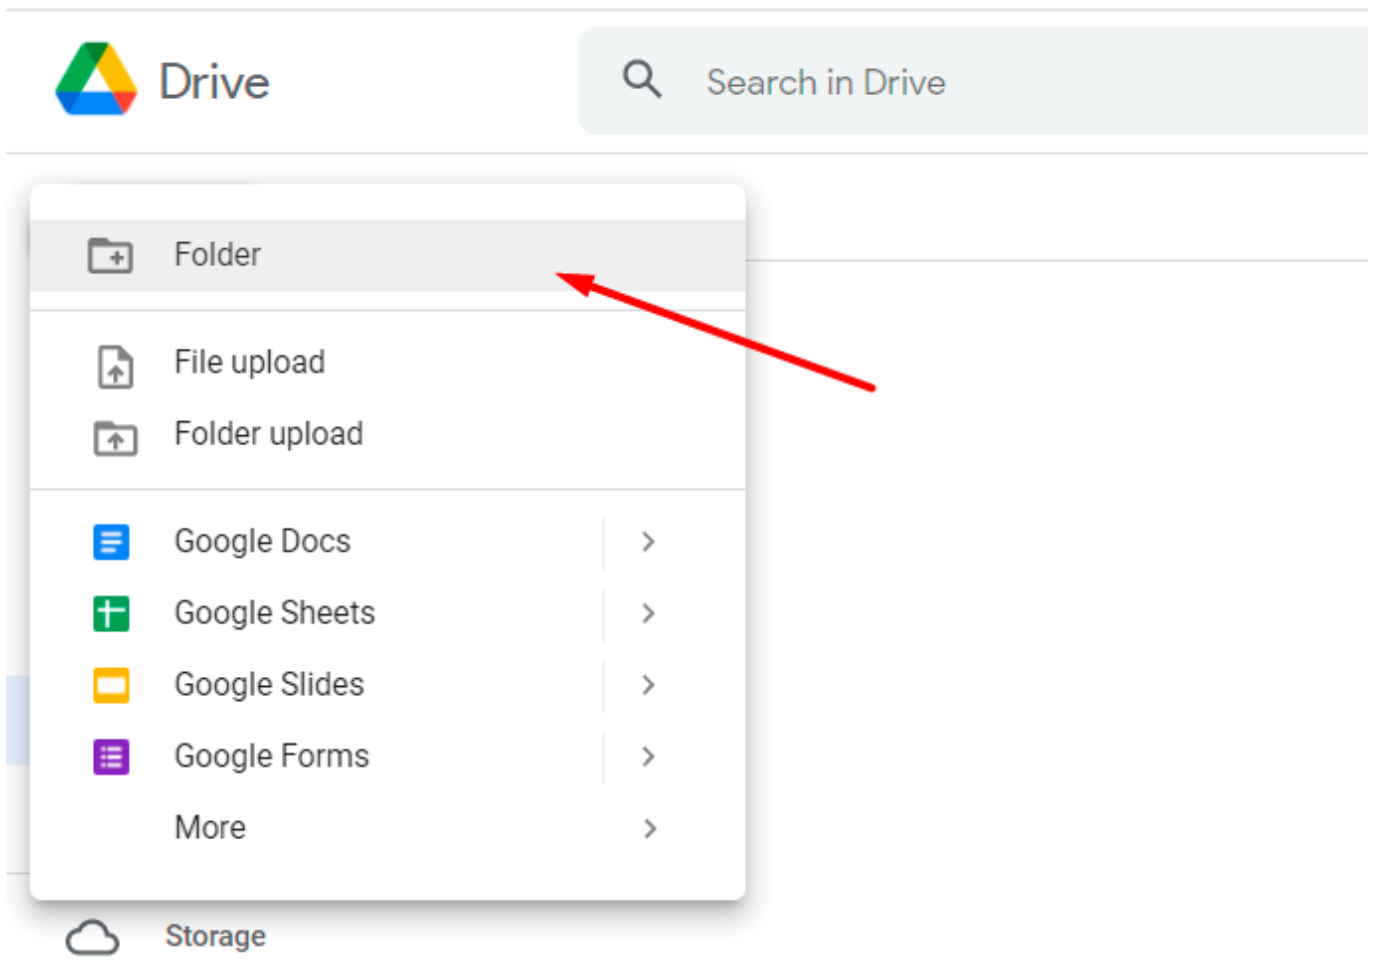 Drive
Search in Drive
Folder
File upload
Folder upload
Google Docs
Google Sheets
Google Slides
Google Forms
More
Storage